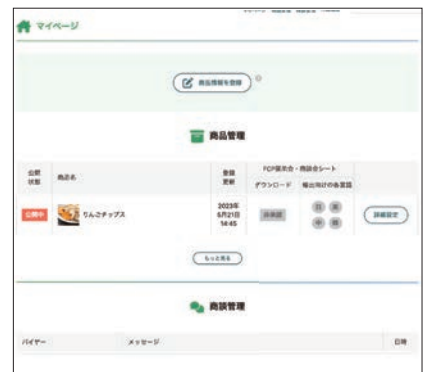 マイページ
商品情報を登録
商品管理
公開
状態
商品名
登録
更新
FCP展示会・商談会シート
ダウンロード
輸出向けの各言語
公開中
りんごチップス
2023年
6月21日
14:45
詳細設定
もっと見る
商談管理
バイヤー
メッセージ
日時